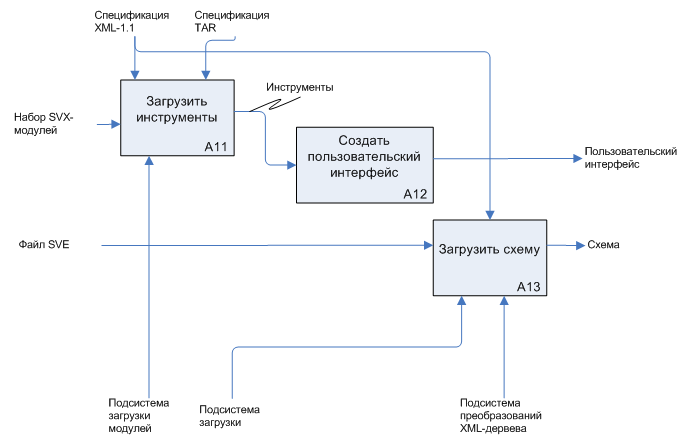 Спецификация
XML-1.1
Спецификация
TAR
Набор SVX-
модулей
Загрузить
инструменты
A11
Инструменты
Создать
пользовательский
интерфейс
A12
Пользовательский
интерфейс
Файл SVE
Загрузить схему
A13
Схема
Подсистема
загрузки
модулей
Подсистема
загрузки
Подсистема
преобразований
XML-дервева